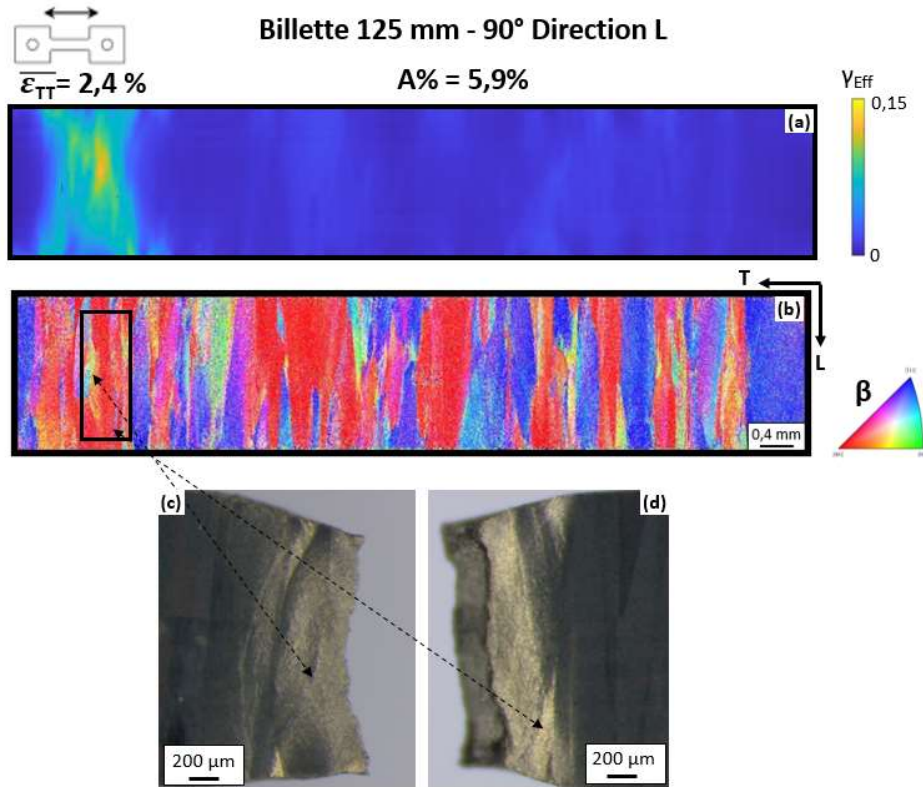 Billette 125 mm - 90° Direction L
ε̅T̅T̅= 2,4 %
A% = 5,9%
γEff
(a)
0,15
0
T
(b)
L
β
0,4 mm
(c)
(d)
200 µm
200 µm